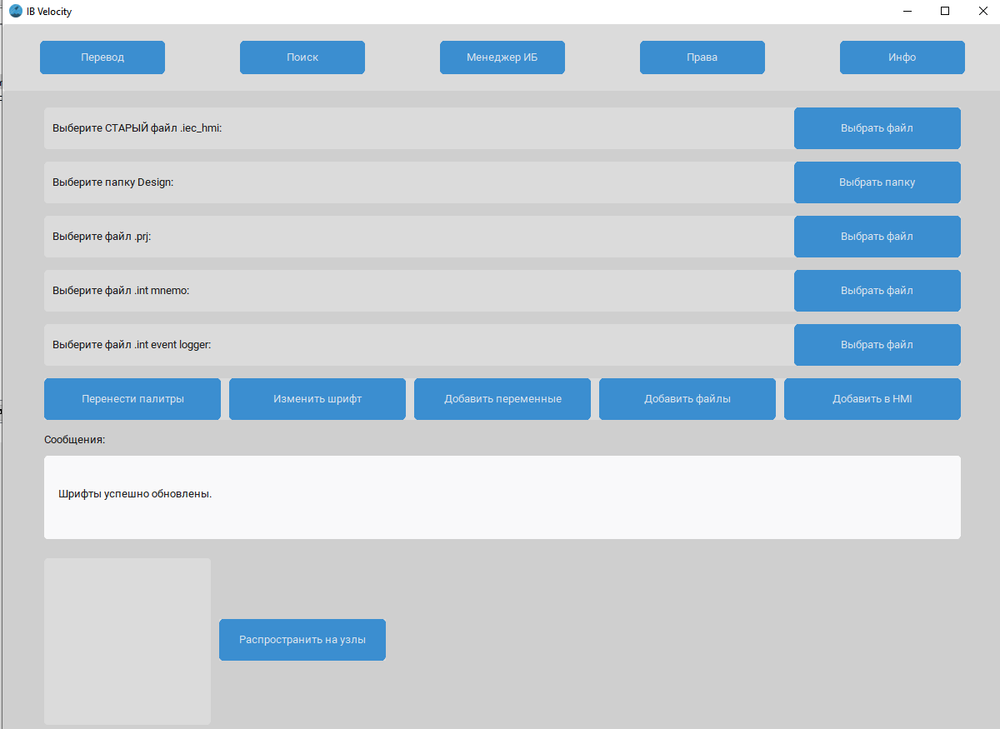 IB Velocity
Перевод
Поиск
Менеджер ИБ
Права
Инфо
Выберите СТАРЫЙ файл .iec_hmi:
Выбрать файл
Выберите папку Design:
Выбрать папку
Выберите файл .prj:
Выбрать файл
Выберите файл .int mnemo:
Выбрать файл
Выберите файл .int event logger:
Выбрать файл
Перенести палитры
Изменить шрифт
Добавить переменные
Добавить файлы
Добавить в HMI
Сообщения:
Шрифты успешно обновлены.
Распространить на узлы